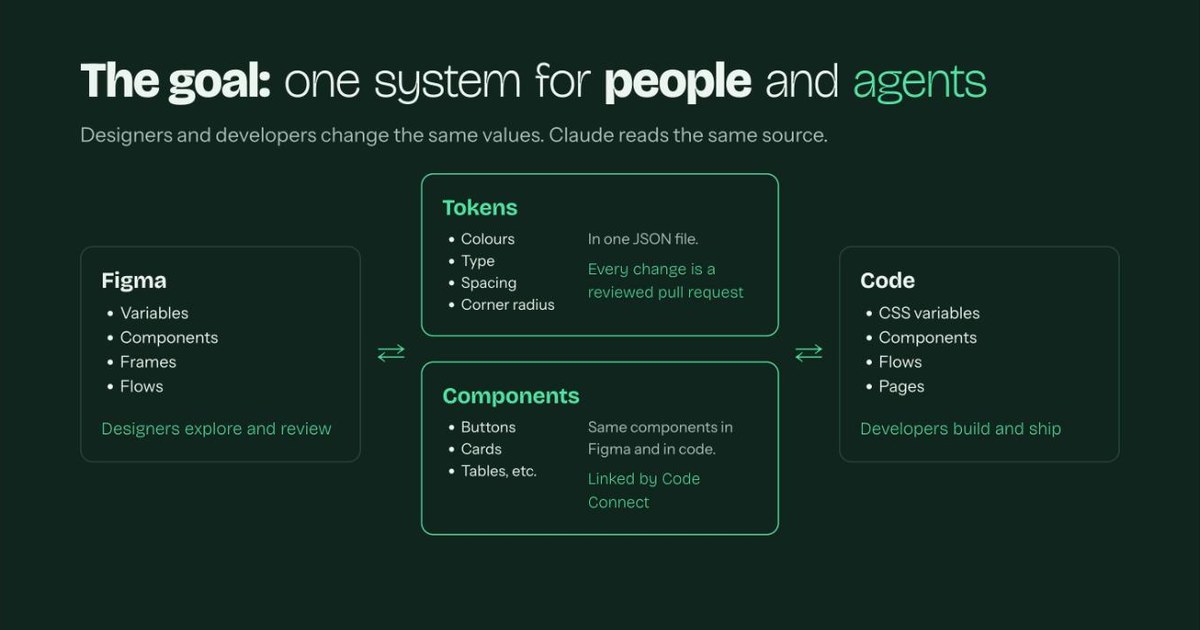 The goal: one system for people and agents
Designers and developers change the same values. Claude reads the same source.
Figma
• Variables
• Components
• Frames
• Flows
Designers explore and review
Tokens
• Colours
• Type
• Spacing
• Corner radius
In one JSON file.
Every change is a
reviewed pull request
Components
• Buttons
• Cards
• Tables, etc.
Same components in
Figma and in code.
Linked by Code
Connect
Code
• CSS variables
• Components
• Flows
• Pages
Developers build and ship